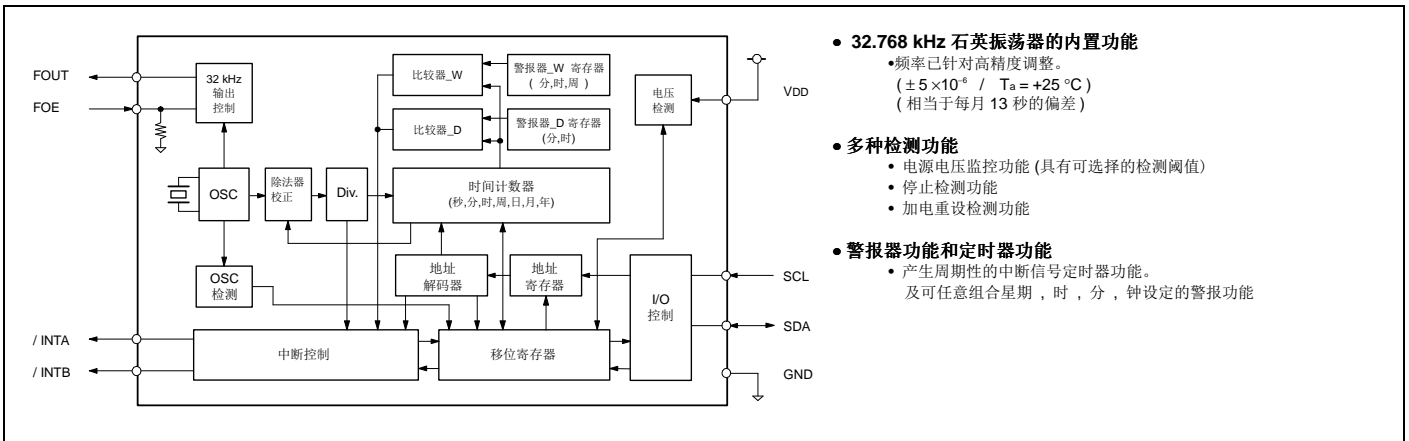 FOUT
FOE
/ INTA
/ INTB
32 kHz
输出
控制
OSC
除法器
校正
Div.
OSC
检测
比较器_W
警报器_W 寄存器
( 分,时,周 )
比较器_D
警报器_D 寄存器
(分,时)
时间计数器
(秒,分,时,周,日,月,年)
地址
解码器
地址
寄存器
中断控制
移位寄存器
I/O
控制
电压
检测
VDD
SCL
SDA
GND
• 32.768 kHz 石英振荡器的内置功能
•频率已针对高精度调整。
( ± 5 ×10⁻⁶ / Ta = +25 °C )
( 相当于每月 13 秒的偏差 )
• 多种检测功能
• 电源电压监控功能 (具有可选择的检测阈值)
• 停止检测功能
• 加电重设检测功能
• 警报器功能和定时器功能
• 产生周期性的中断信号定时器功能。
及可任意组合星期 , 时 , 分 , 钟设定的警报功能